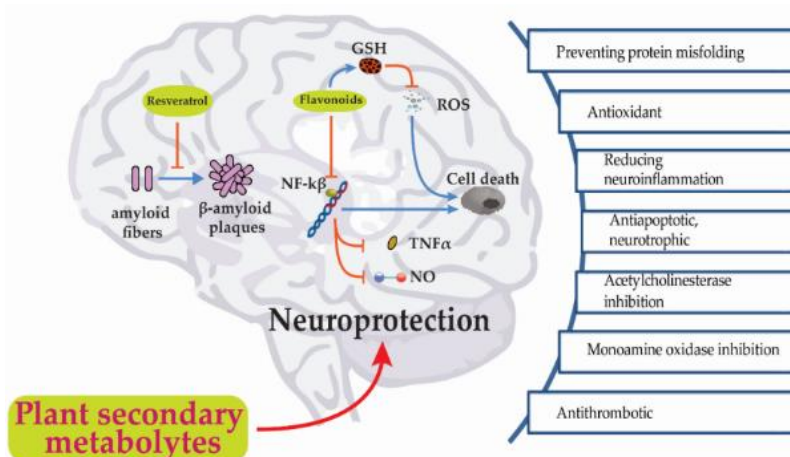 GSH
Resveratrol
Flavonoids
ROS
NF-kβ
Cell death
amyloid
fibers
β-amyloid
plaques
TNFα
NO
Neuroprotection
Plant secondary
metabolytes
Preventing protein misfolding
Antioxidant
Reducing
neuroinflammation
Antiapoptotic,
neurotrophic
Acetylcholinesterase
inhibition
Monoamine oxidase inhibition
Antithrombotic